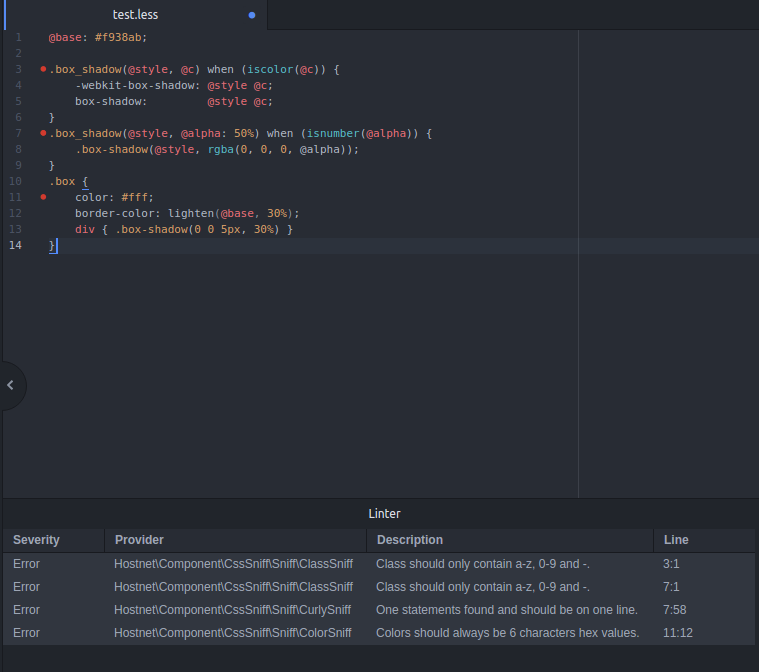 test.less
1 @base: #f938ab;
2
3 .box_shadow(@style, @c) when (iscolor(@c)) {
4     -webkit-box-shadow: @style @c;
5     box-shadow:         @style @c;
6 }
7 .box_shadow(@style, @alpha: 50%) when (isnumber(@alpha)) {
8     .box-shadow(@style, rgba(0, 0, 0, @alpha));
9 }
10 .box {
11     color: #fff;
12     border-color: lighten(@base, 30%);
13     div { .box-shadow(0 0 5px, 30%) }
14 }
Linter
Severity Provider Description Line
Error Hostnet\Component\CssSniff\Sniff\ClassSniff Class should only contain a-z, 0-9 and -. 3:1
Error Hostnet\Component\CssSniff\Sniff\ClassSniff Class should only contain a-z, 0-9 and -. 7:1
Error Hostnet\Component\CssSniff\Sniff\CurlySniff One statements found and should be on one line. 7:58
Error Hostnet\Component\CssSniff\Sniff\ColorSniff Colors should always be 6 characters hex values. 11:12